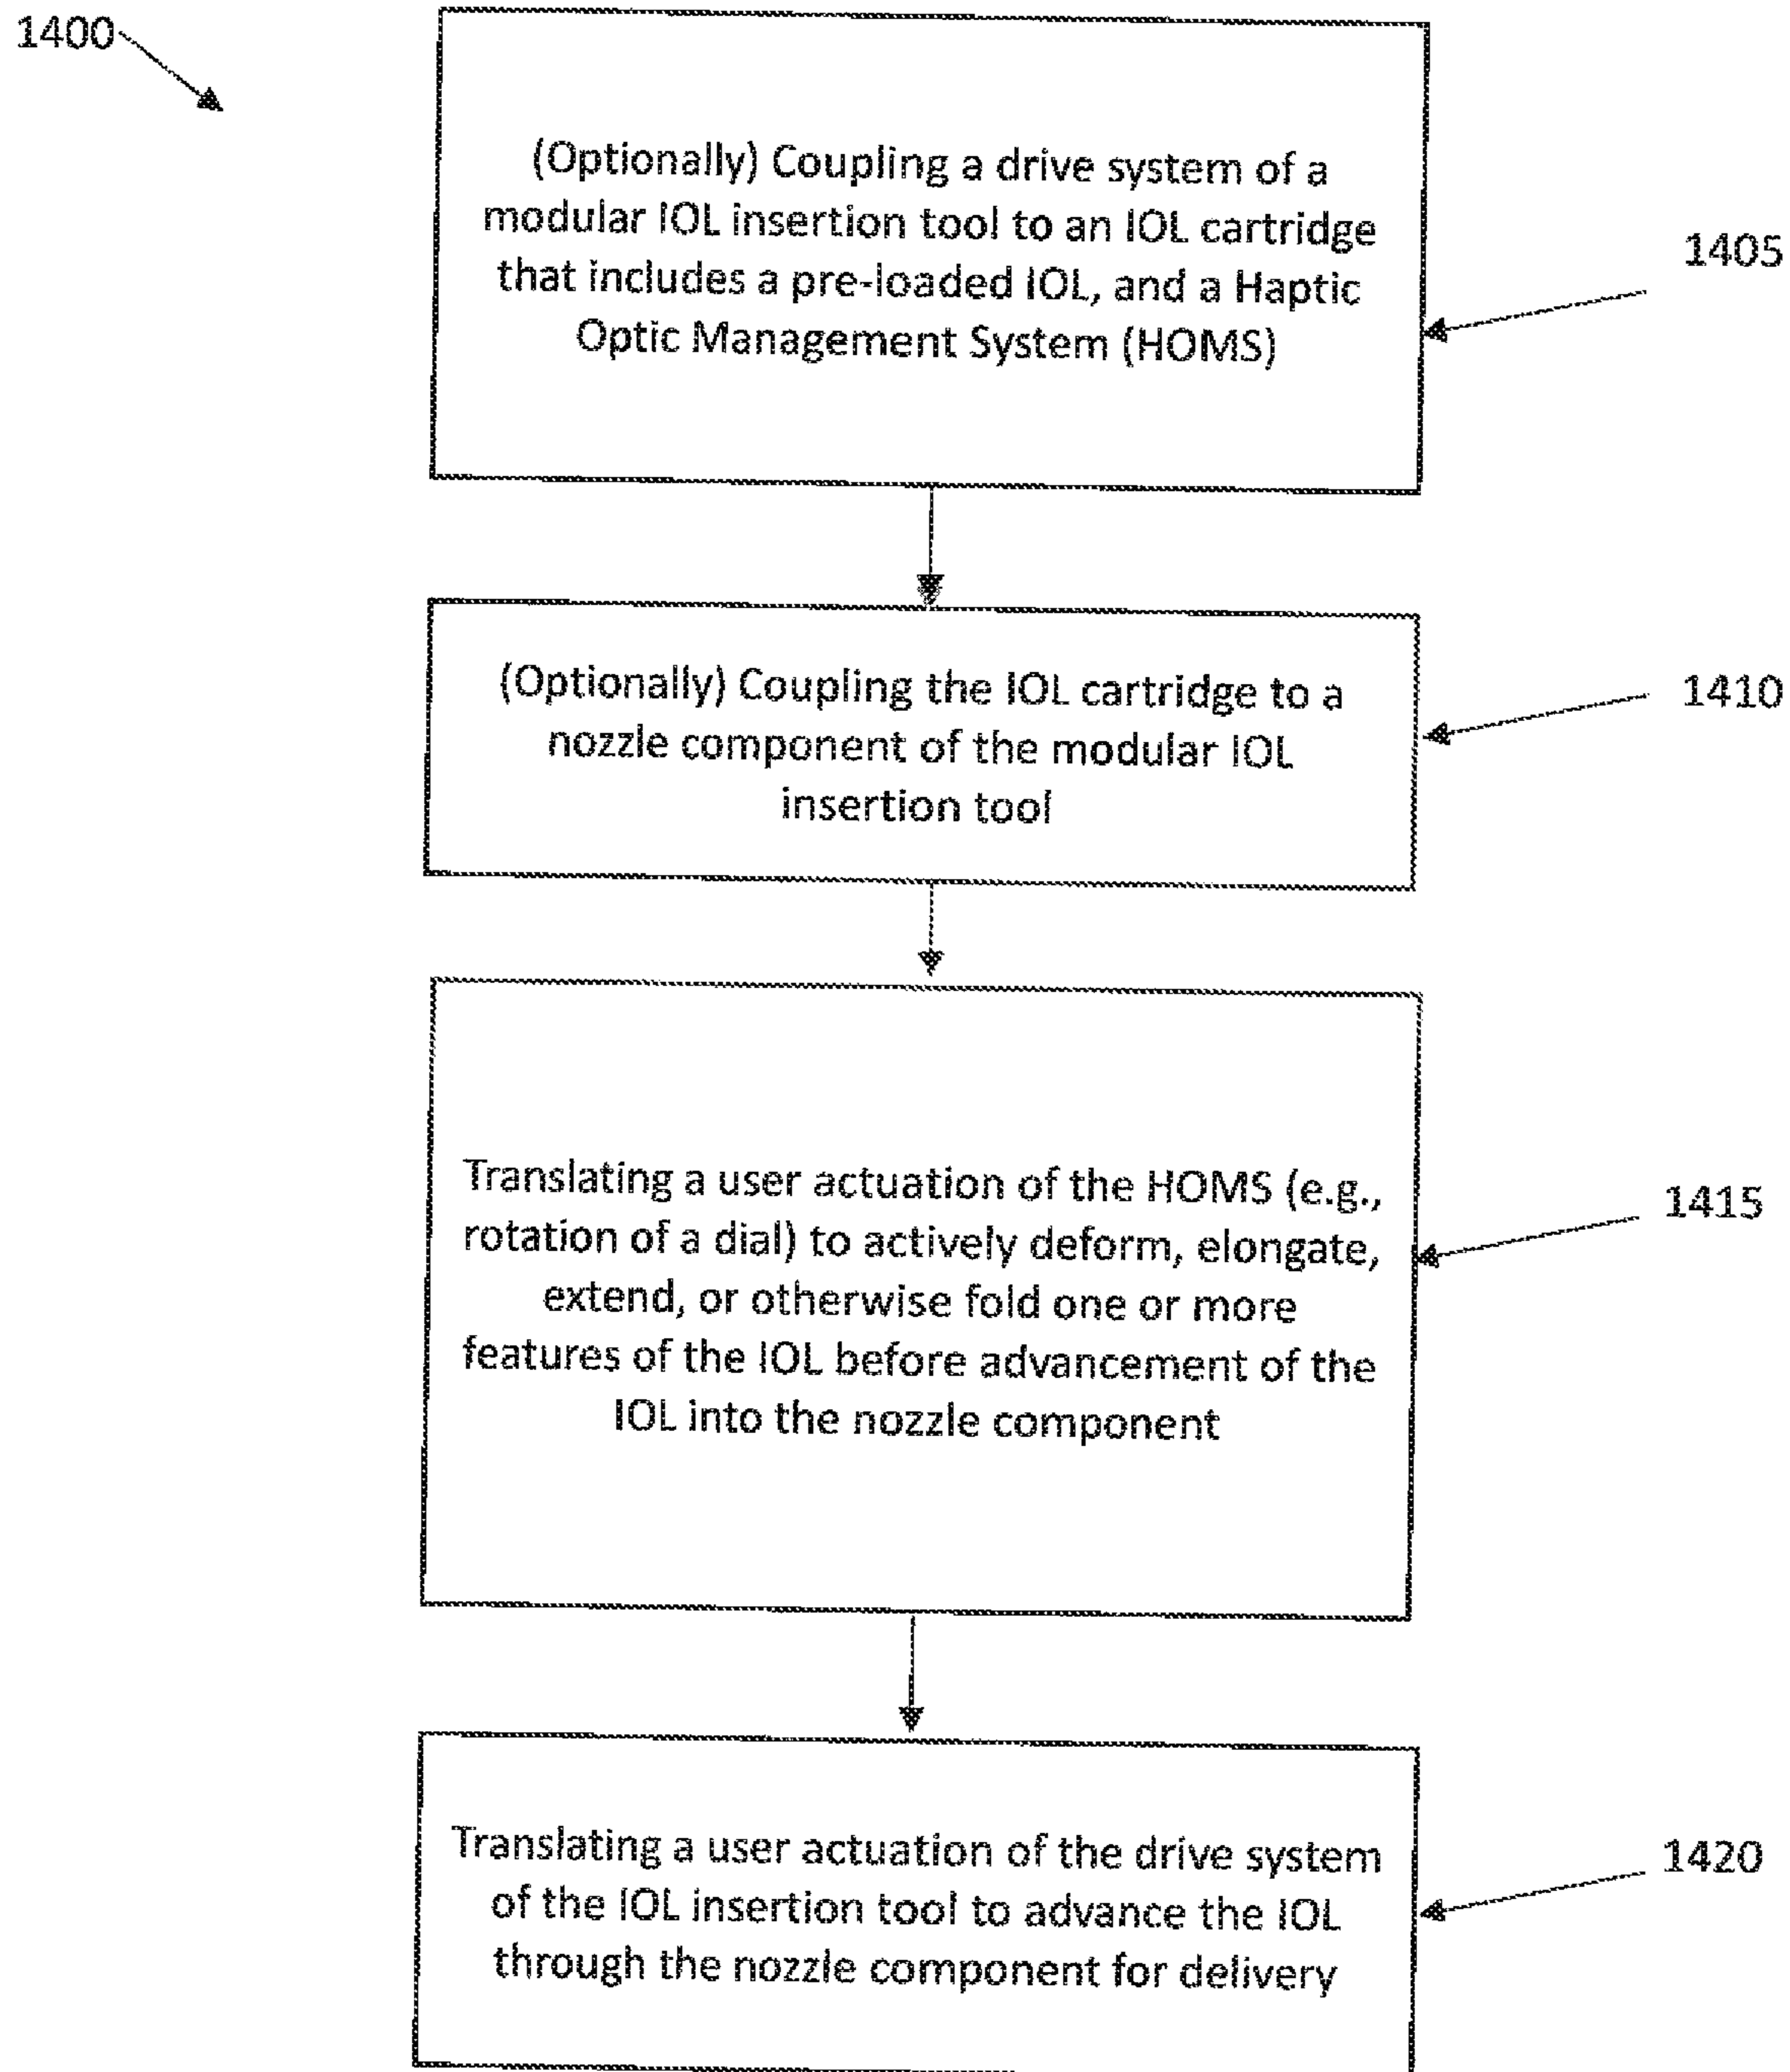 1400
(Optionally) Coupling a drive system of a
modular IOL insertion tool to an IOL cartridge
that includes a pre-loaded IOL, and a Haptic
Optic Management System (HOMS)
1405
(Optionally) Coupling the IOL cartridge to a
nozzle component of the modular IOL
insertion tool
1410
Translating a user actuation of the HOMS (e.g.,
rotation of a dial) to actively deform, elongate,
extend, or otherwise fold one or more
features of the IOL before advancement of the
IOL into the nozzle component
1415
Translating a user actuation of the drive system
of the IOL insertion tool to advance the IOL
through the nozzle component for delivery
1420